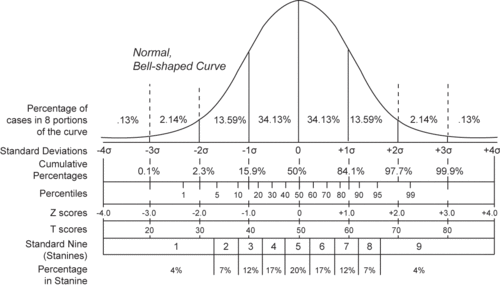 Normal,
Bell-shaped Curve
Percentage of
cases in 8 portions
of the curve
.13% 2.14% 13.59% 34.13% 34.13% 13.59% 2.14% .13%
Standard Deviations -4σ -3σ -2σ -1σ 0 +1σ +2σ +3σ +4σ
Cumulative
Percentages
0.1% 2.3% 15.9% 50% 84.1% 97.7% 99.9%
Percentiles 1 5 10 20 30 40 50 60 70 80 90 95 99
Z scores
-4.0 -3.0 -2.0 -1.0 0 +1.0 +2.0 +3.0 +4.0
T scores
20 30 40 50 60 70 80
Standard Nine
(Stanines)
1 2 3 4 5 6 7 8 9
Percentage
in Stanine
4% 7% 12% 17% 20% 17% 12% 7% 4%